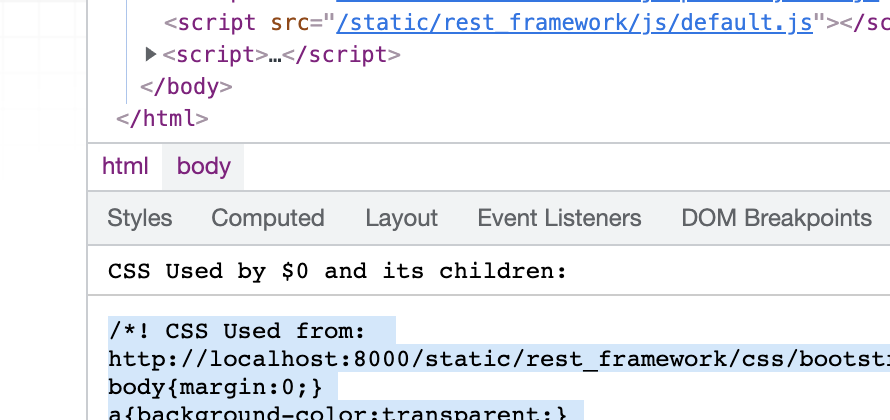 <script src="/static/rest_framework/js/default.js"></sc
▶<script>…</script>
</body>
</html>
html body
Styles Computed Layout Event Listeners DOM Breakpoints
CSS Used by $0 and its children:
/*! CSS Used from:
http://localhost:8000/static/rest_framework/css/bootst
body{margin:0;}
a{background-color:transparent;}